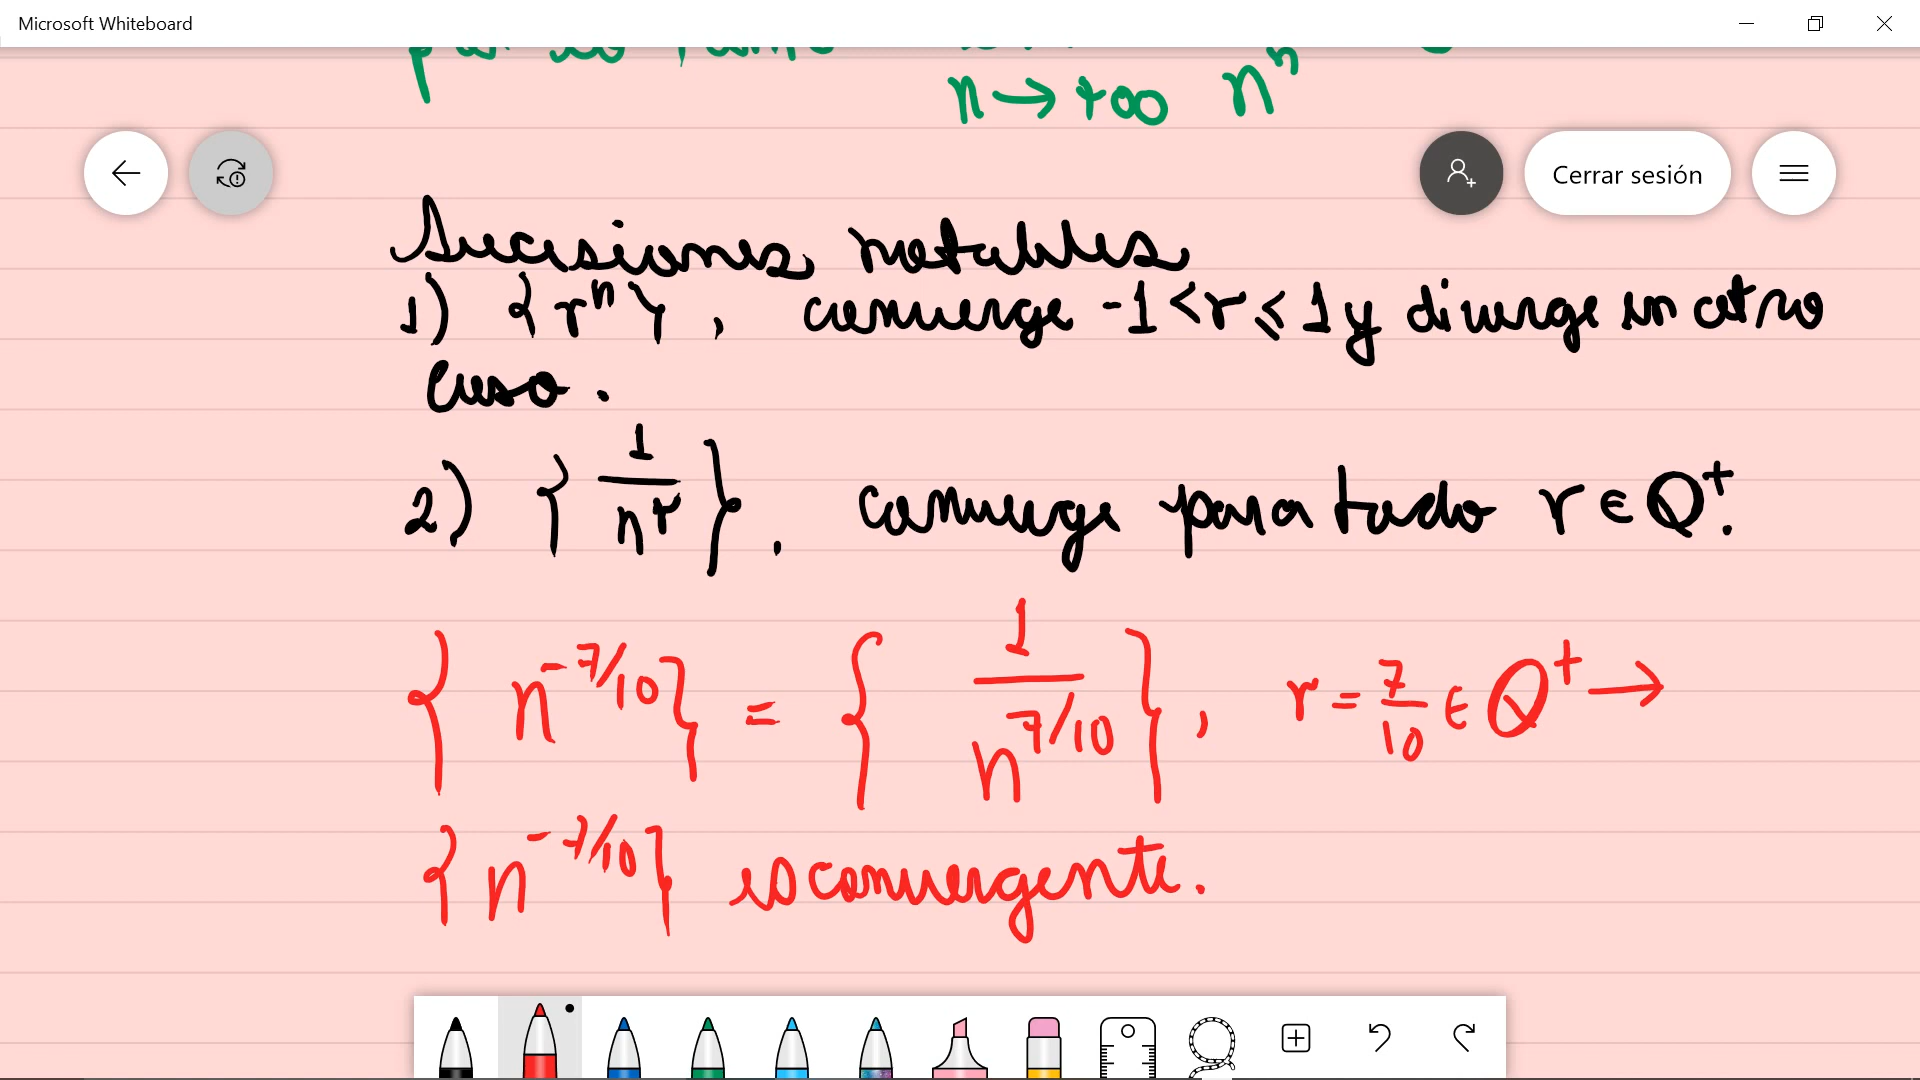 Microsoft Whiteboard
n → +∞ nⁿ
Cerrar sesión
Sucesiones notables
1) {rⁿ}, converge -1 < r ≤ 1 y diverge en otro
caso.
2) {1/n^r}. converge para todo r ∈ Q⁺.
{n^(-7/10)} = {1/n^(7/10)}, r = 7/10 ∈ Q⁺ →
{n^(-7/10)} es convergente.